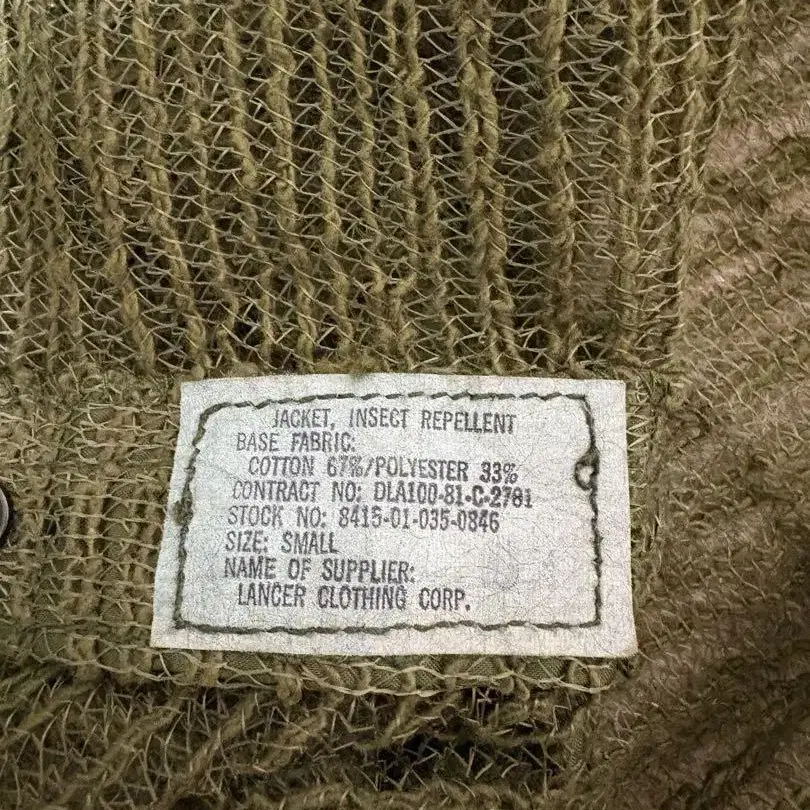 JACKET, INSECT REPELLENT
BASE FABRIC:
COTTON 67%/POLYESTER 33%
CONTRACT NO: DLA100-81-C-2781
STOCK NO: 8415-01-035-0846
SIZE: SMALL
NAME OF SUPPLIER:
LANCER CLOTHING CORP.